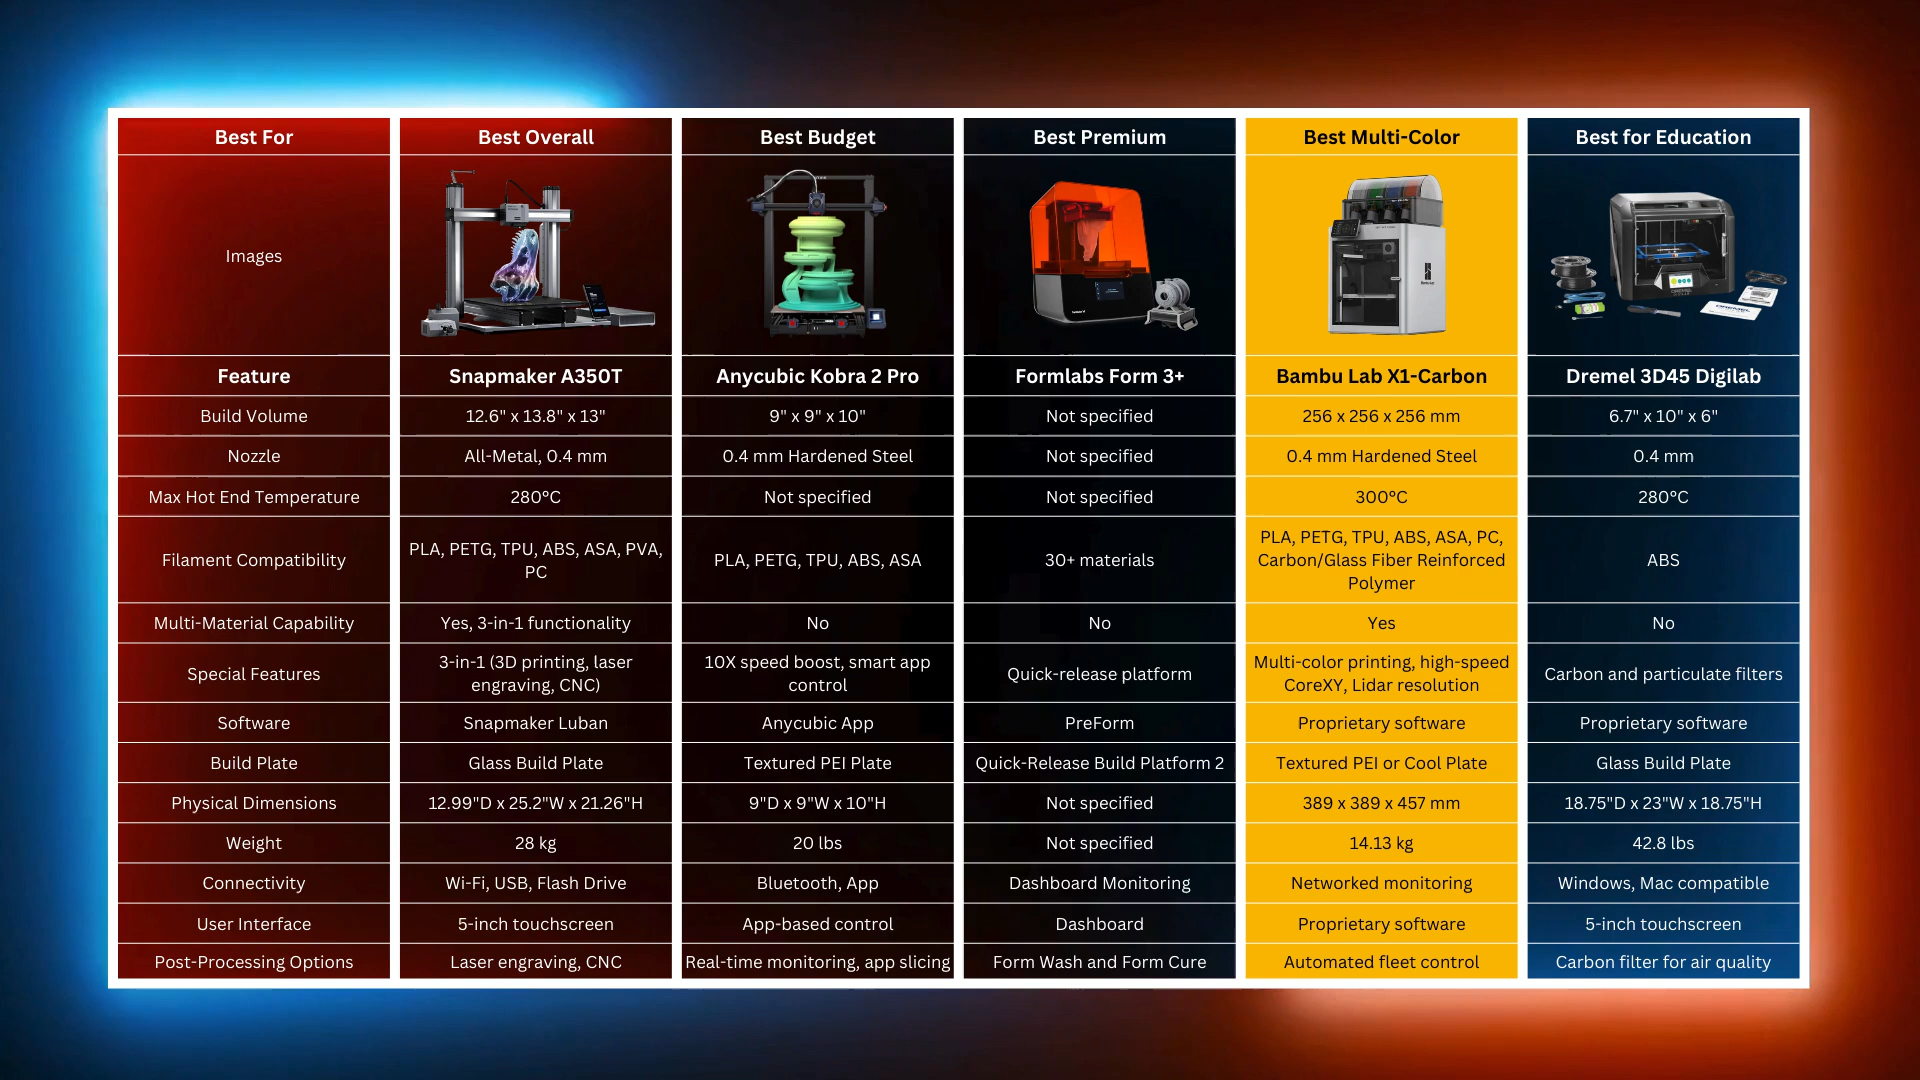 Best For
Best Overall
Best Budget
Best Premium
Best Multi-Color
Best for Education
Images
DREMEL
Feature
Snapmaker A350T
Anycubic Kobra 2 Pro
Formlabs Form 3+
Bambu Lab X1-Carbon
Dremel 3D45 Digilab
Build Volume
12.6" x 13.8" x 13"
9" x 9" x 10"
Not specified
256 x 256 x 256 mm
6.7" x 10" x 6"
Nozzle
All-Metal, 0.4 mm
0.4 mm Hardened Steel
Not specified
0.4 mm Hardened Steel
0.4 mm
Max Hot End Temperature
280°C
Not specified
Not specified
300°C
280°C
Filament Compatibility
PLA, PETG, TPU, ABS, ASA, PVA,
PC
PLA, PETG, TPU, ABS, ASA
30+ materials
PLA, PETG, TPU, ABS, ASA, PC,
Carbon/Glass Fiber Reinforced
Polymer
ABS
Multi-Material Capability
Yes, 3-in-1 functionality
No
No
Yes
No
Special Features
3-in-1 (3D printing, laser
engraving, CNC)
10X speed boost, smart app
control
Quick-release platform
Multi-color printing, high-speed
CoreXY, Lidar resolution
Carbon and particulate filters
Software
Snapmaker Luban
Anycubic App
PreForm
Proprietary software
Proprietary software
Build Plate
Glass Build Plate
Textured PEI Plate
Quick-Release Build Platform 2
Textured PEI or Cool Plate
Glass Build Plate
Physical Dimensions
12.99"D x 25.2"W x 21.26"H
9"D x 9"W x 10"H
Not specified
389 x 389 x 457 mm
18.75"D x 23"W x 18.75"H
Weight
28 kg
20 lbs
Not specified
14.13 kg
42.8 lbs
Connectivity
Wi-Fi, USB, Flash Drive
Bluetooth, App
Dashboard Monitoring
Networked monitoring
Windows, Mac compatible
User Interface
5-inch touchscreen
App-based control
Dashboard
Proprietary software
5-inch touchscreen
Post-Processing Options
Laser engraving, CNC
Real-time monitoring, app slicing
Form Wash and Form Cure
Automated fleet control
Carbon filter for air quality